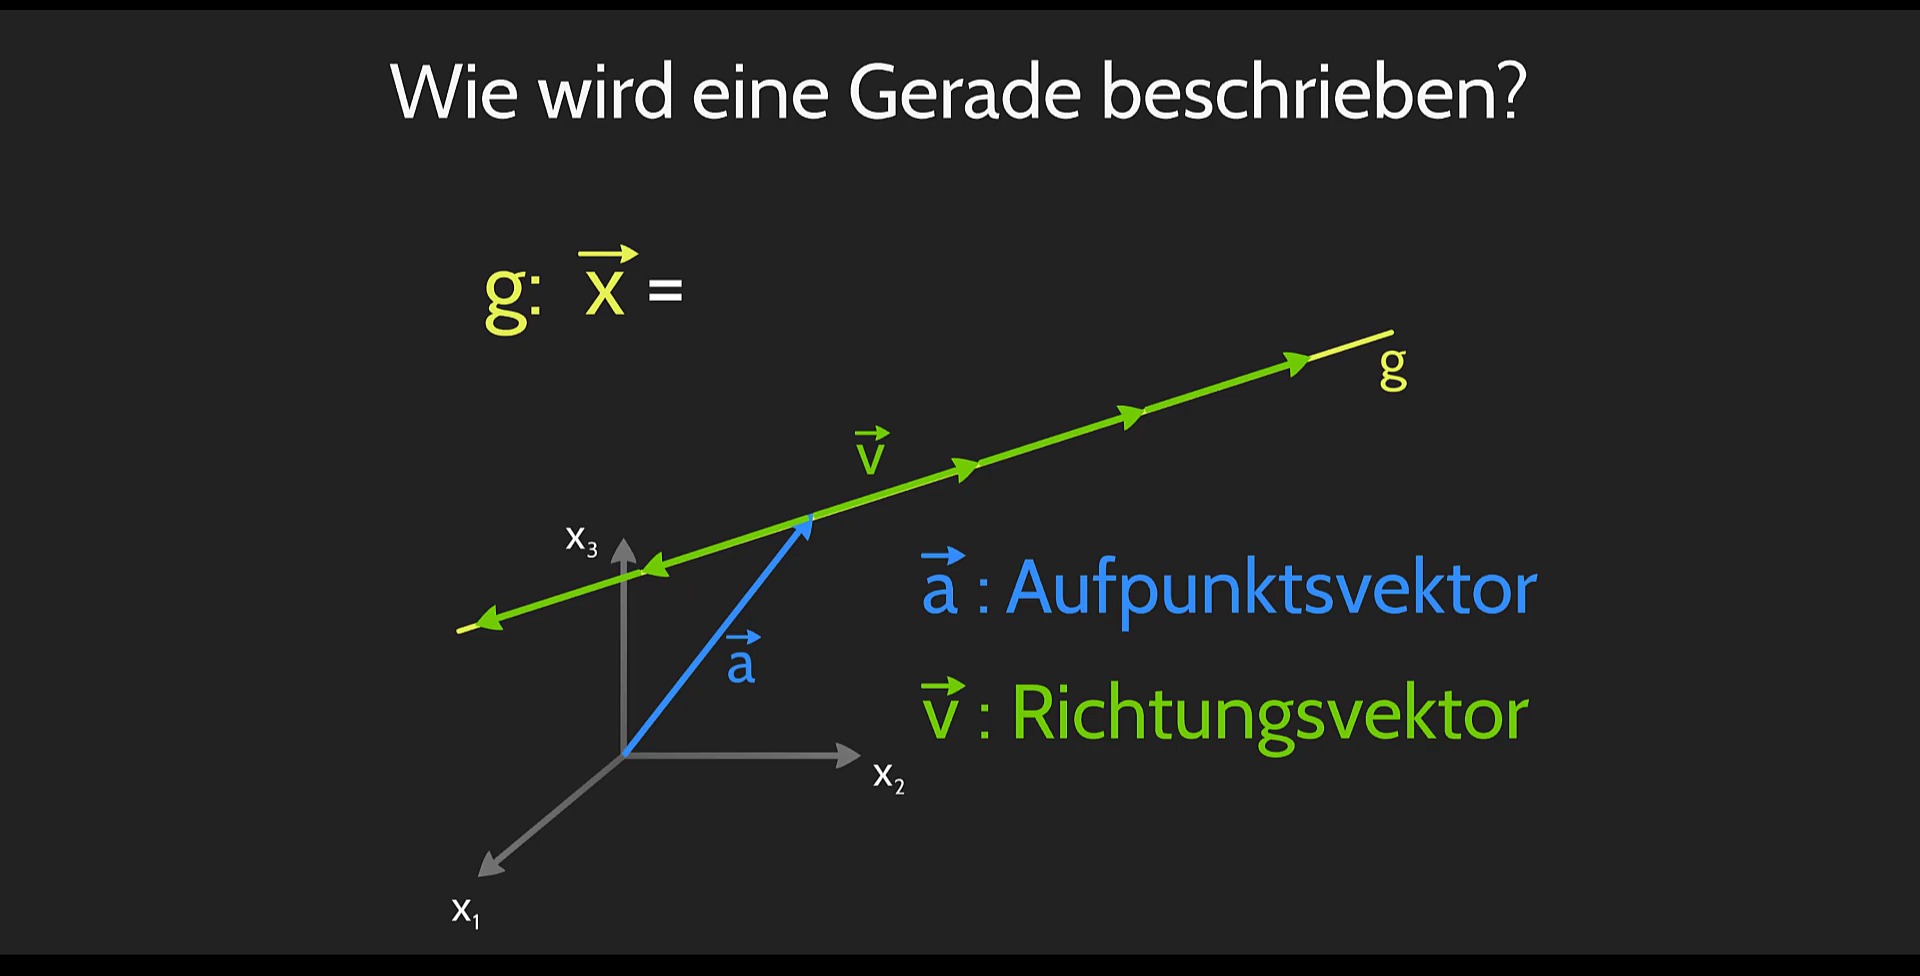 Wie wird eine Gerade beschrieben?
g: x⃗ =
g
v⃗
x₃
a⃗ : Aufpunktsvektor
a⃗
v⃗ : Richtungsvektor
x₂
x₁